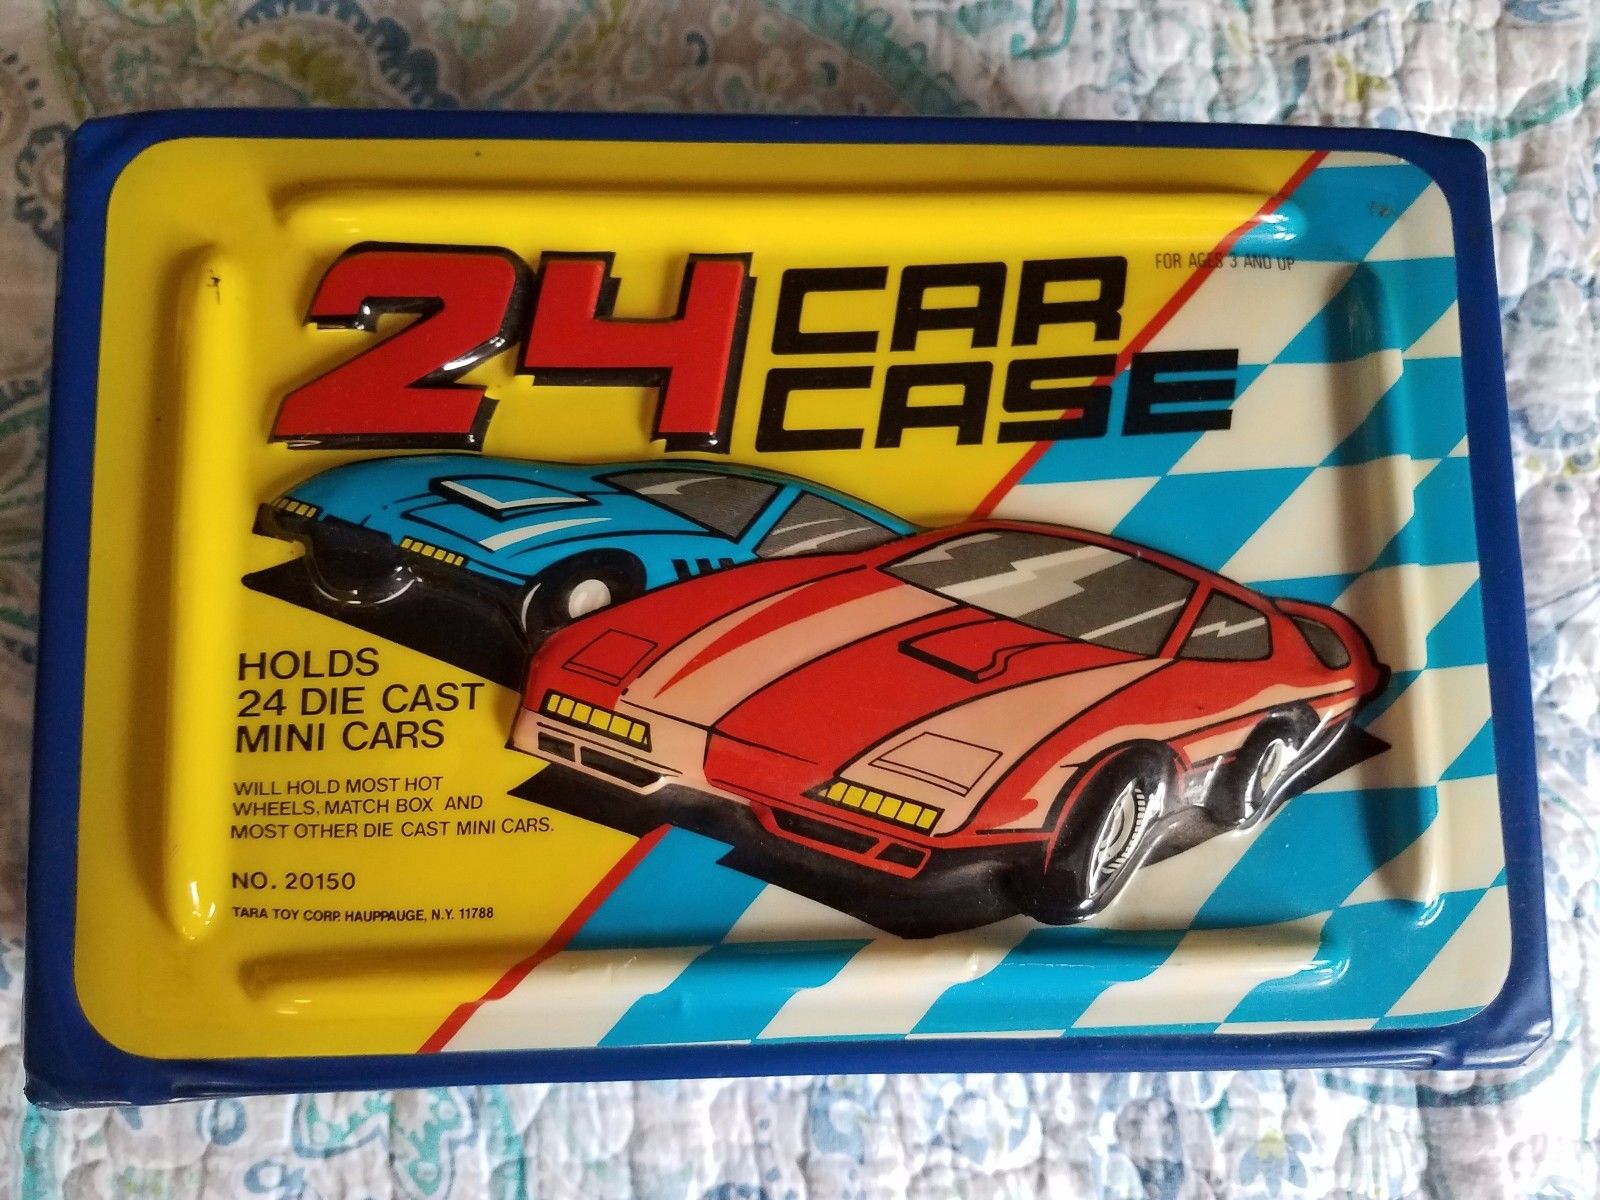 24 CAR
CASE
FOR AGES 3 AND UP
HOLDS
24 DIE CAST
MINI CARS
WILL HOLD MOST HOT
WHEELS, MATCH BOX AND
MOST OTHER DIE CAST MINI CARS.
NO. 20150
TARA TOY CORP. HAUPPAUGE, N.Y. 11788